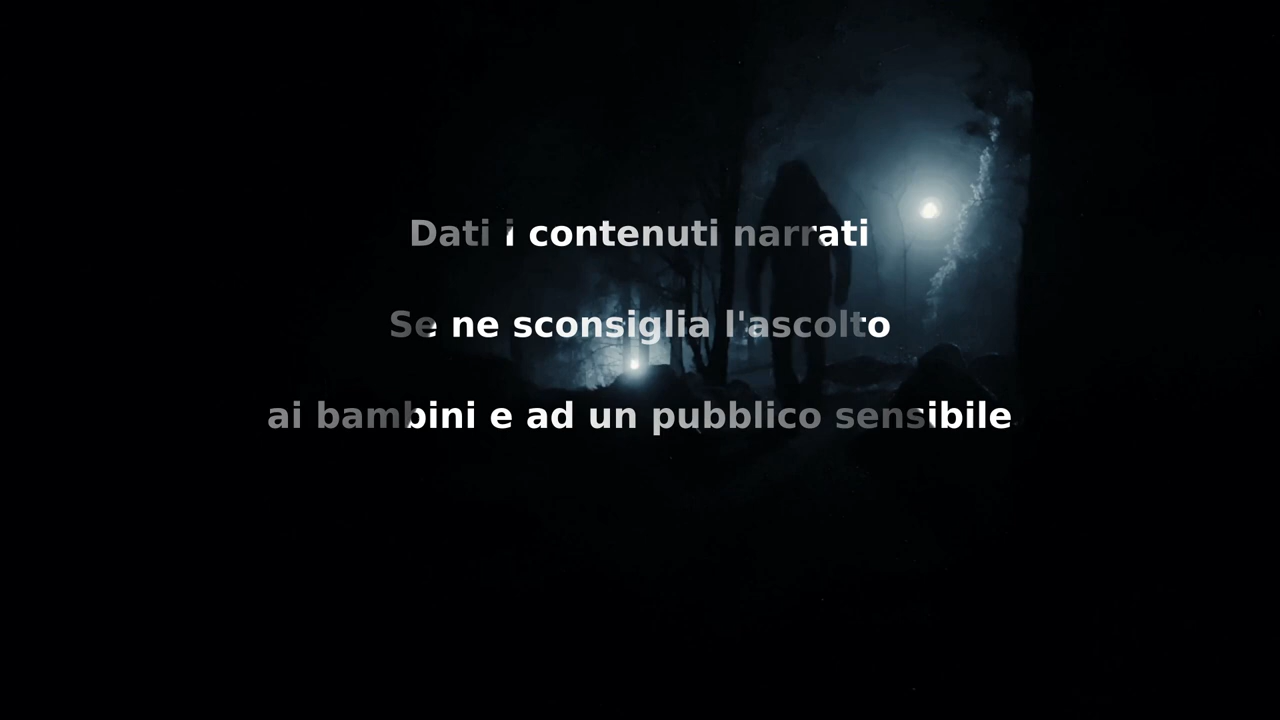 Dati i contenuti narrati
Se ne sconsiglia l'ascolto
ai bambini e ad un pubblico sensibile